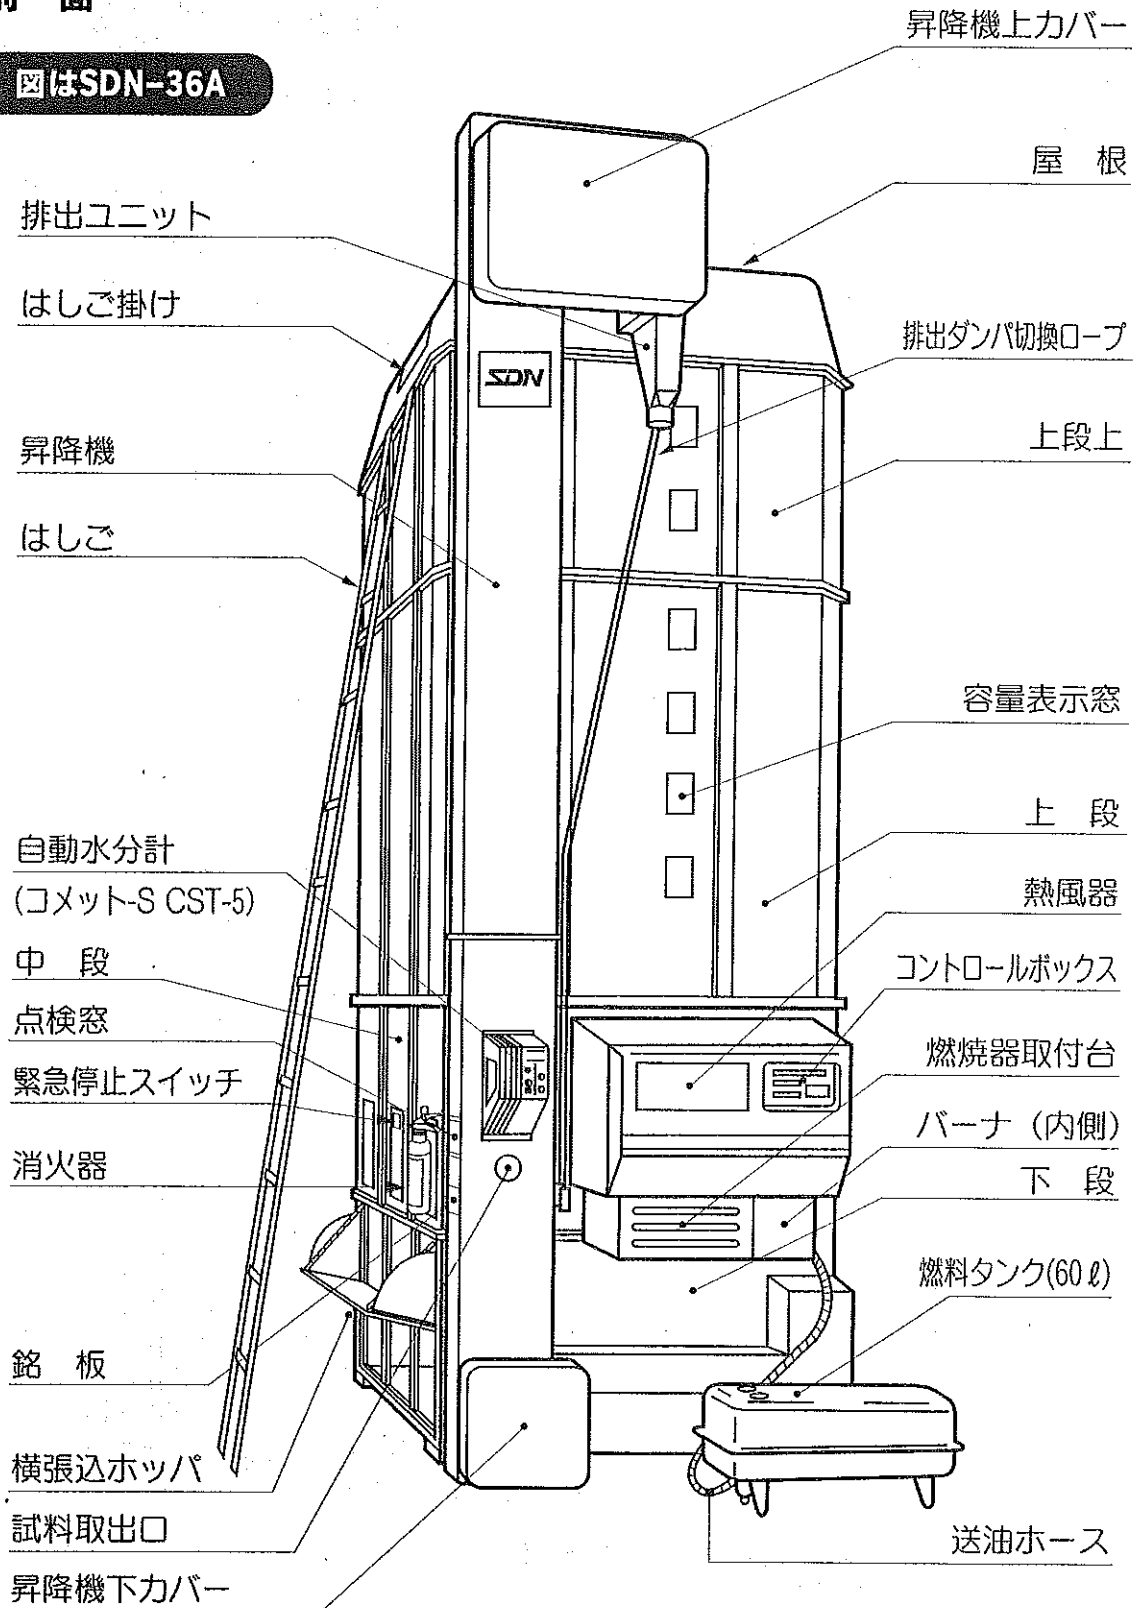 前 面
図はSDN-36A
昇降機上カバー
屋 根
排出ユニット
はしご掛け
排出ダンパ切換ロープ
SDN
上段上
昇降機
はしご
容量表示窓
上 段
自動水分計
(コメット-S CST-5)
熱風器
中 段
コントロールボックス
点検窓
燃焼器取付台
緊急停止スイッチ
バーナ (内側)
消火器
下 段
燃料タンク(60ℓ)
銘 板
横張込ホッパ
試料取出口
送油ホース
昇降機下カバー